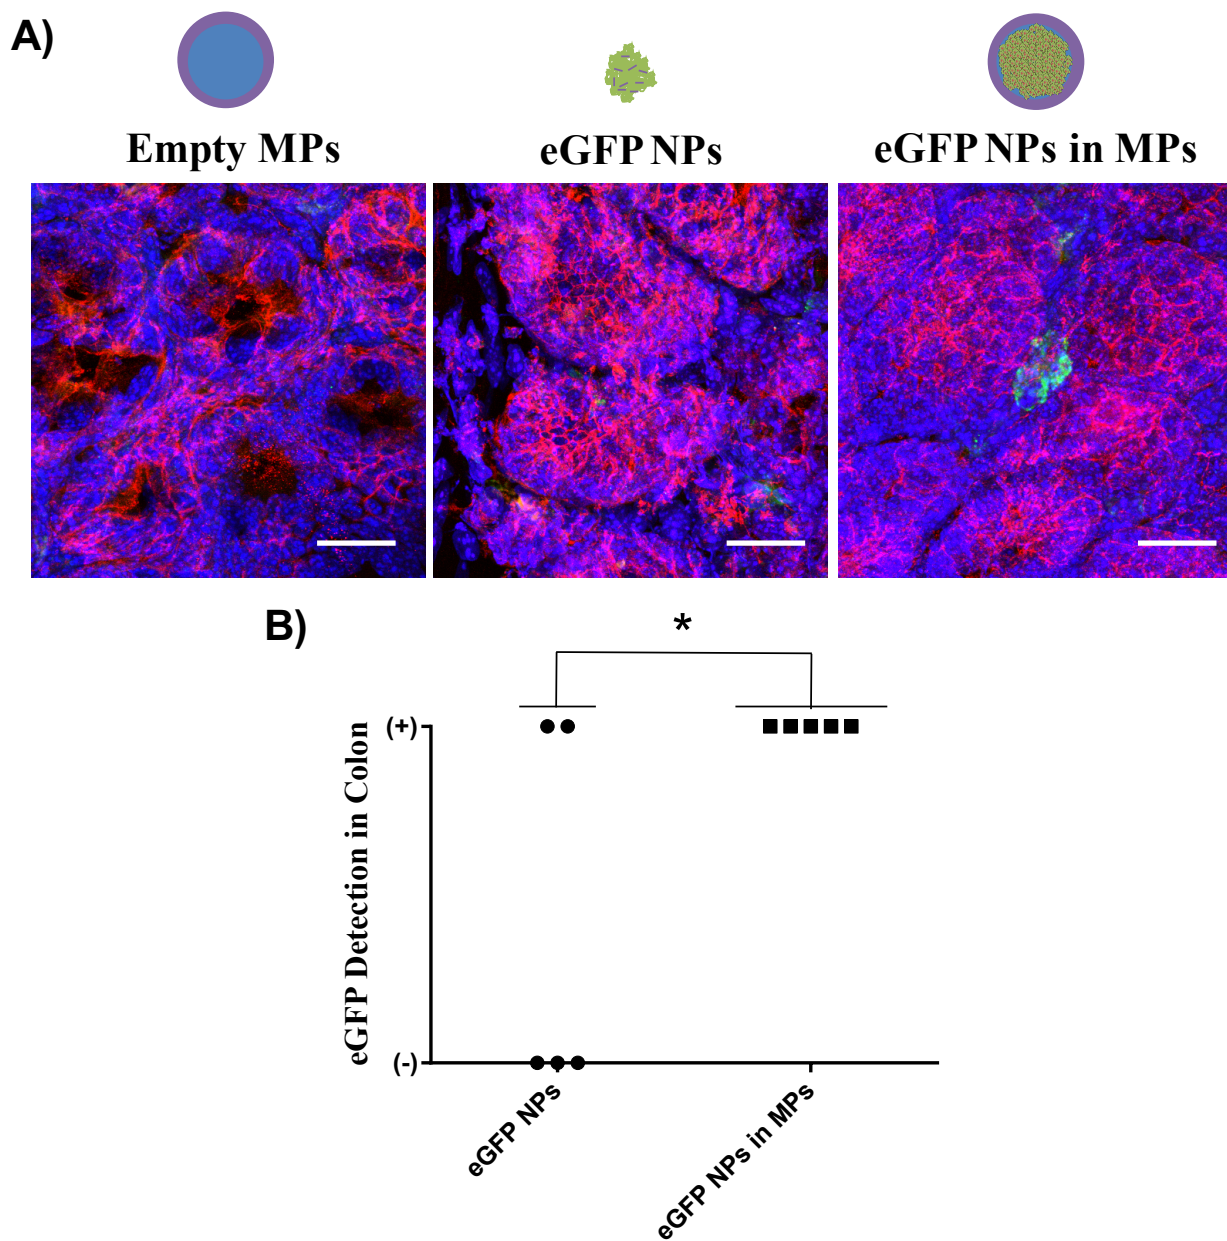 A)
Empty MPs
eGFP NPs
eGFP NPs in MPs
B)
*
eGFP Detection in Colon
(+)
(-)
eGFP NPs
eGFP NPs in MPs